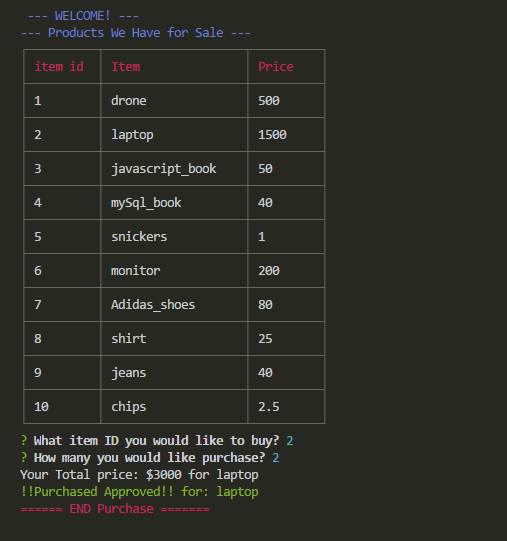 --- WELCOME! ---
--- Products We Have for Sale ---
item id Item Price
1 drone 500
2 laptop 1500
3 javascript_book 50
4 mySql_book 40
5 snickers 1
6 monitor 200
7 Adidas_shoes 80
8 shirt 25
9 jeans 40
10 chips 2.5
? What item ID you would like to buy? 2
? How many you would like purchase? 2
Your Total price: $3000 for laptop
!!Purchased Approved!! for: laptop
====== END Purchase =======